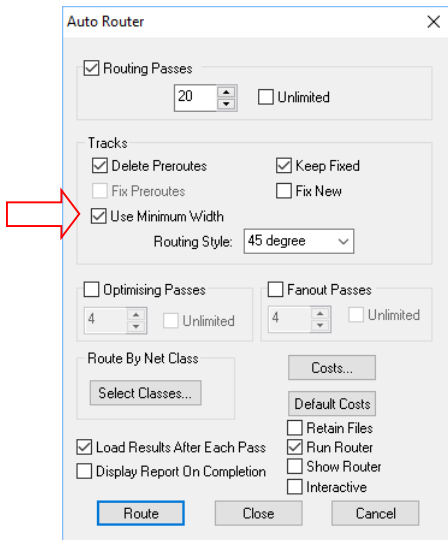 Auto Router
Routing Passes
20 Unlimited
Tracks
Delete Preroutes Keep Fixed
Fix Preroutes Fix New
Use Minimum Width
Routing Style: 45 degree
Optimising Passes Fanout Passes
4 Unlimited 4 Unlimited
Route By Net Class
Costs...
Select Classes...
Default Costs
Retain Files
Load Results After Each Pass Run Router
Display Report On Completion Show Router
Interactive
Route Close Cancel